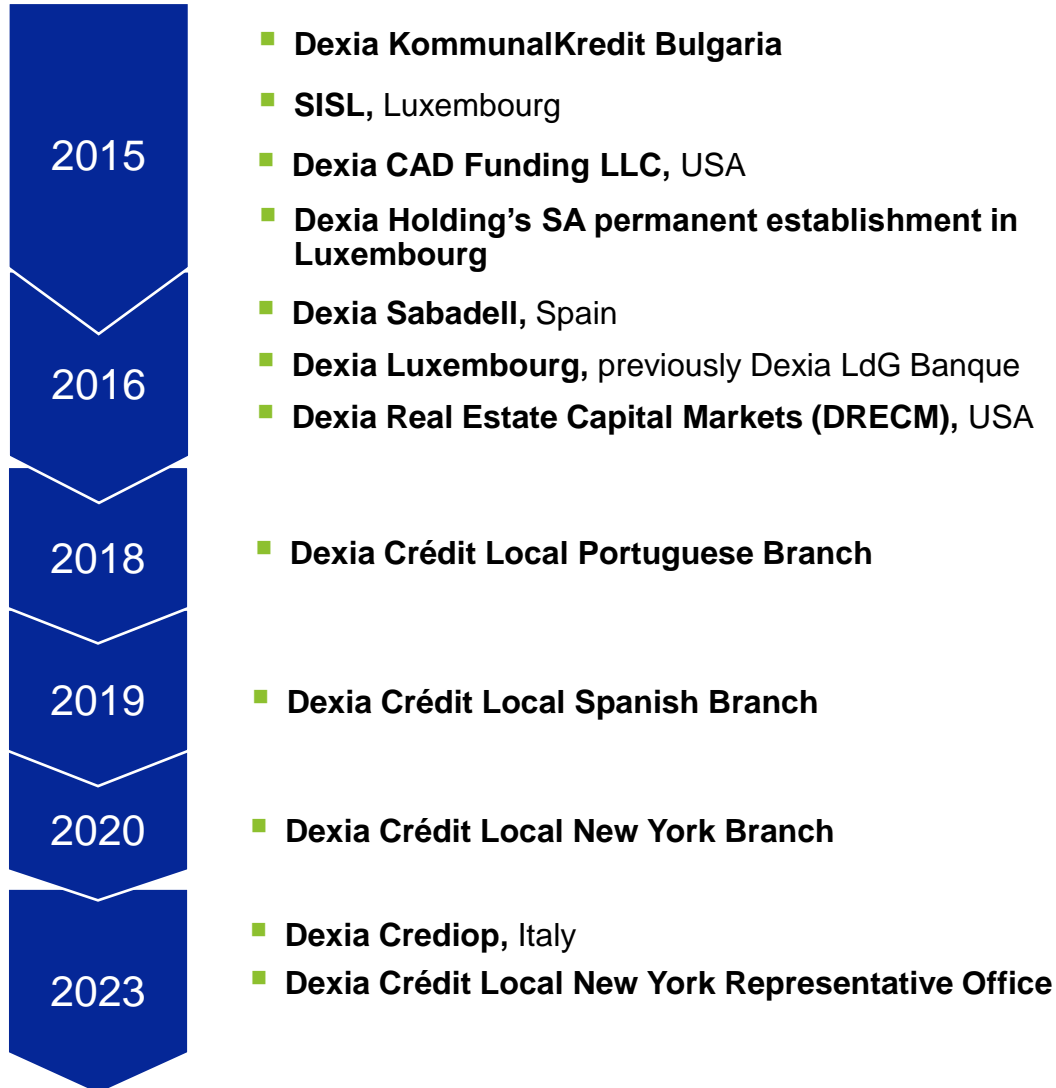 2015
Dexia KommunalKredit Bulgaria
SISL, Luxembourg
Dexia CAD Funding LLC, USA
Dexia Holding’s SA permanent establishment in
Luxembourg
2016
Dexia Sabadell, Spain
Dexia Luxembourg, previously Dexia LdG Banque
Dexia Real Estate Capital Markets (DRECM), USA
2018
Dexia Crédit Local Portuguese Branch
2019
Dexia Crédit Local Spanish Branch
2020
Dexia Crédit Local New York Branch
2023
Dexia Crediop, Italy
Dexia Crédit Local New York Representative Office